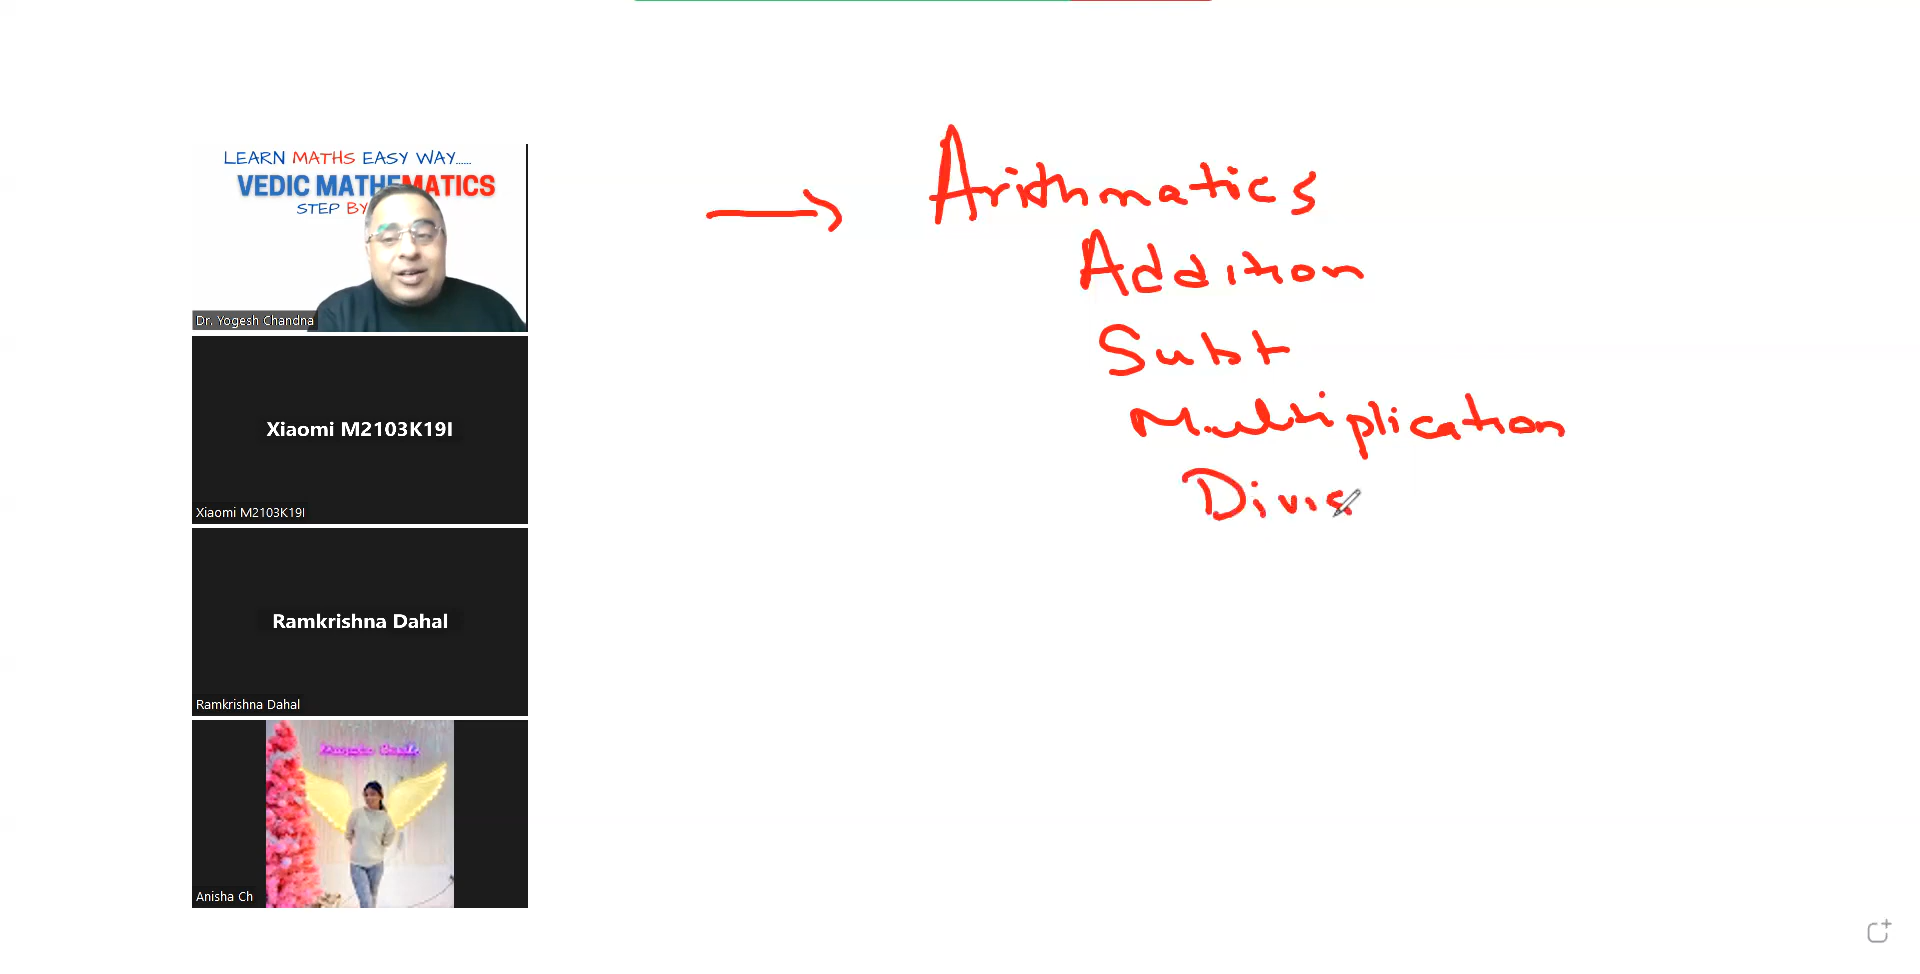 LEARN MATHS EASY WAY.....
VEDIC MATHEMATICS
STEP BY
Dr. Yogesh Chandna
Xiaomi M2103K19I
Xiaomi M2103K19I
Ramkrishna Dahal
Ramkrishna Dahal
Anisha Ch
→ Arithmatics
Addition
Subt
Multiplication
Divis